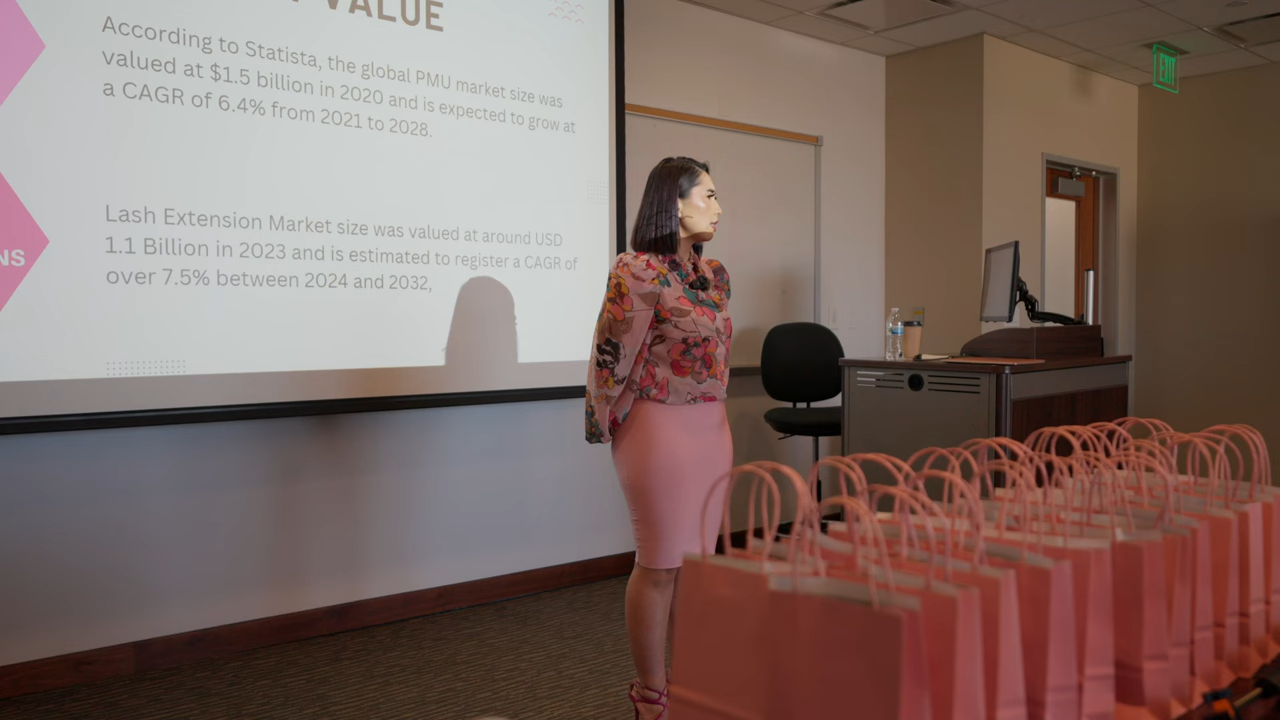 VALUE
According to Statista, the global PMU market size was
valued at $1.5 billion in 2020 and is expected to grow at
a CAGR of 6.4% from 2021 to 2028.
NS
Lash Extension Market size was valued at around USD
1.1 Billion in 2023 and is estimated to register a CAGR of
over 7.5% between 2024 and 2032,
EXIT